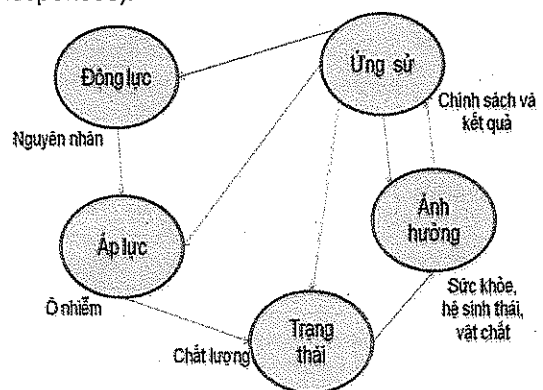 Động lực
Ứng sử
Chính sách và
kết quả
Nguyên nhân
Áp lực
Ảnh
hưởng
Ô nhiễm
Sức khỏe,
hệ sinh thái,
vật chất
Chất lượng
Trạng
thái